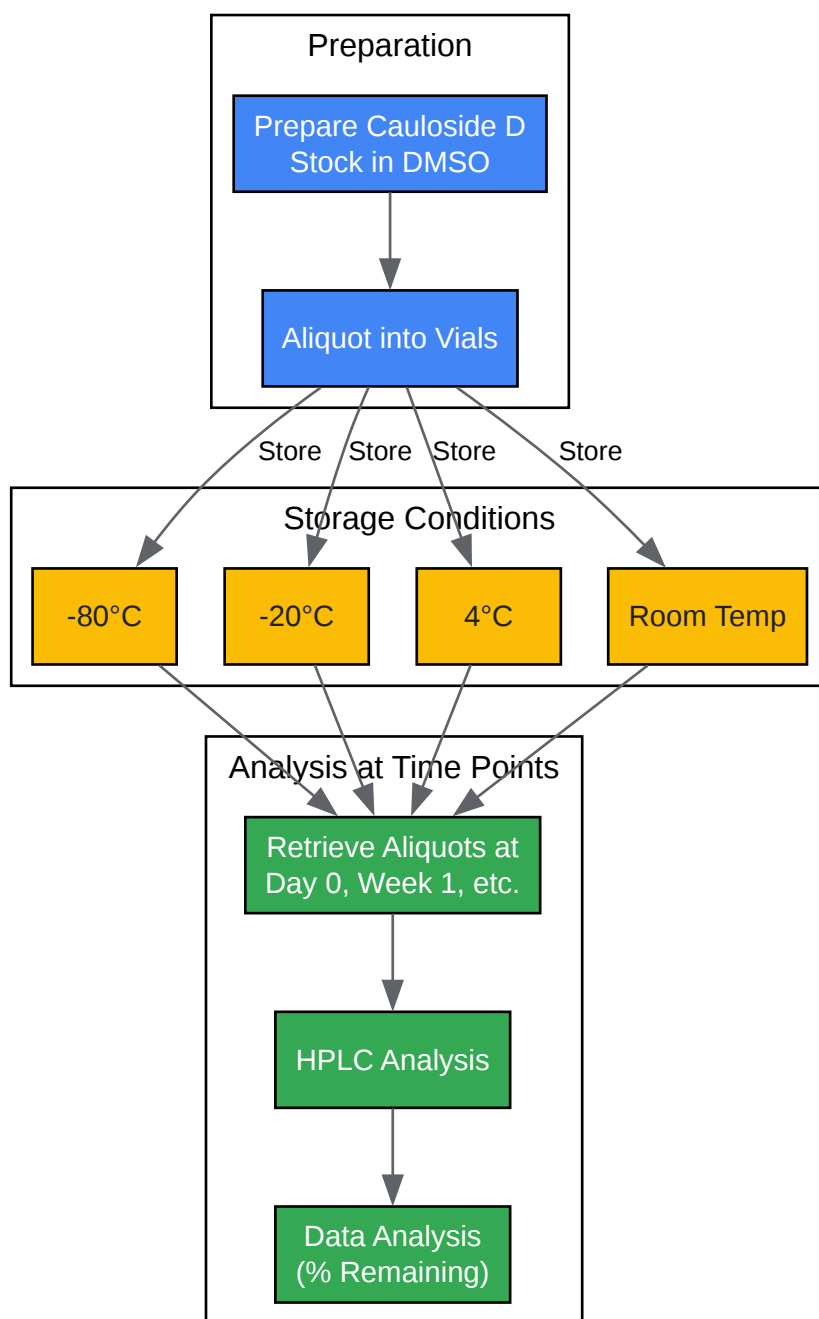 Preparation
Prepare Cauloside D
Stock in DMSO
Aliquot into Vials
Store
Store
Store
Store
Storage Conditions
-80°C
-20°C
4°C
Room Temp
Analysis at Time Points
Retrieve Aliquots at
Day 0, Week 1, etc.
HPLC Analysis
Data Analysis
(% Remaining)